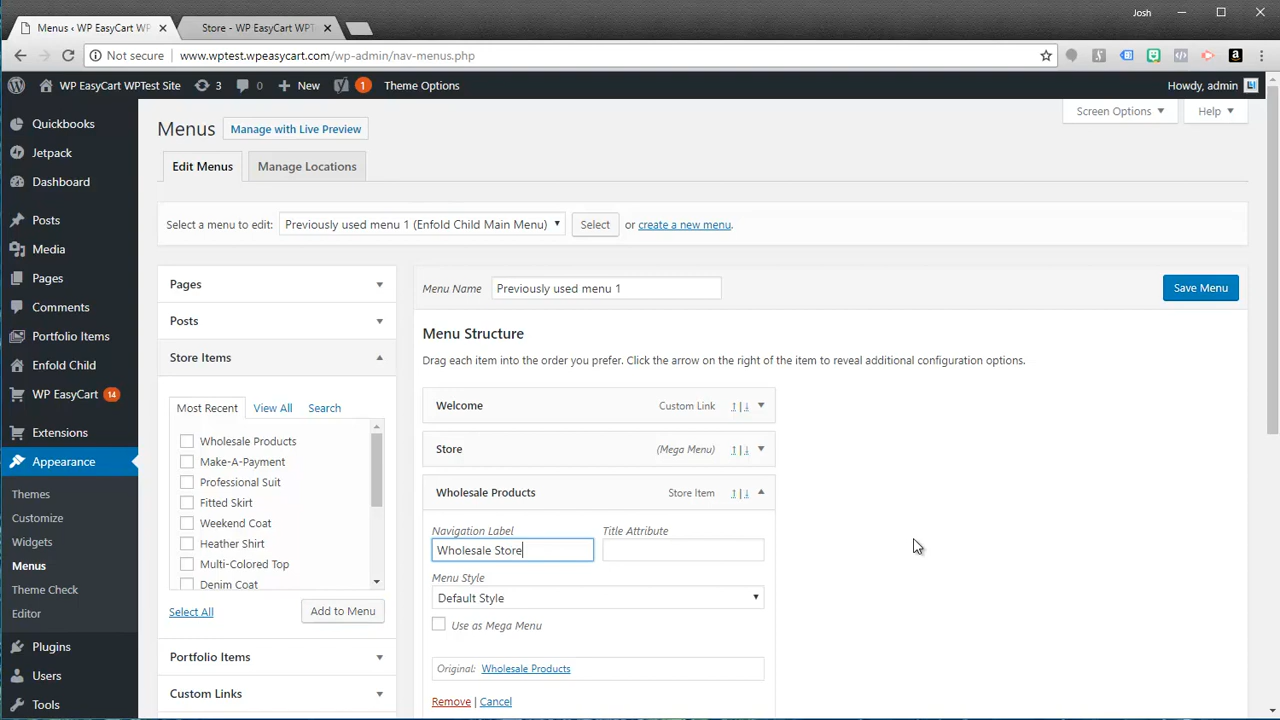 Josh
Menus ‹ WP EasyCart WP
Store - WP EasyCart WPT
Not secure
www.wptest.wpeasycart.com/wp-admin/nav-menus.php
WP EasyCart WPTest Site
3
0
New
1
Theme Options
Howdy, admin
Quickbooks
Jetpack
Dashboard
Posts
Media
Pages
Comments
Portfolio Items
Enfold Child
WP EasyCart 14
Extensions
Appearance
Themes
Customize
Widgets
Menus
Theme Check
Editor
Plugins
Users
Tools
Screen Options
Help
Menus
Manage with Live Preview
Edit Menus
Manage Locations
Select a menu to edit: Previously used menu 1 (Enfold Child Main Menu) Select or create a new menu.
Pages
Posts
Store Items
Most Recent View All Search
Wholesale Products
Make-A-Payment
Professional Suit
Fitted Skirt
Weekend Coat
Heather Shirt
Multi-Colored Top
Denim Coat
Select All Add to Menu
Portfolio Items
Custom Links
Menu Name Previously used menu 1 Save Menu
Menu Structure
Drag each item into the order you prefer. Click the arrow on the right of the item to reveal additional configuration options.
Welcome Custom Link ↑|↓
Store (Mega Menu) ↑|↓
Wholesale Products Store Item ↑|↓
Navigation Label Title Attribute
Wholesale Store
Menu Style
Default Style
Use as Mega Menu
Original: Wholesale Products
Remove | Cancel